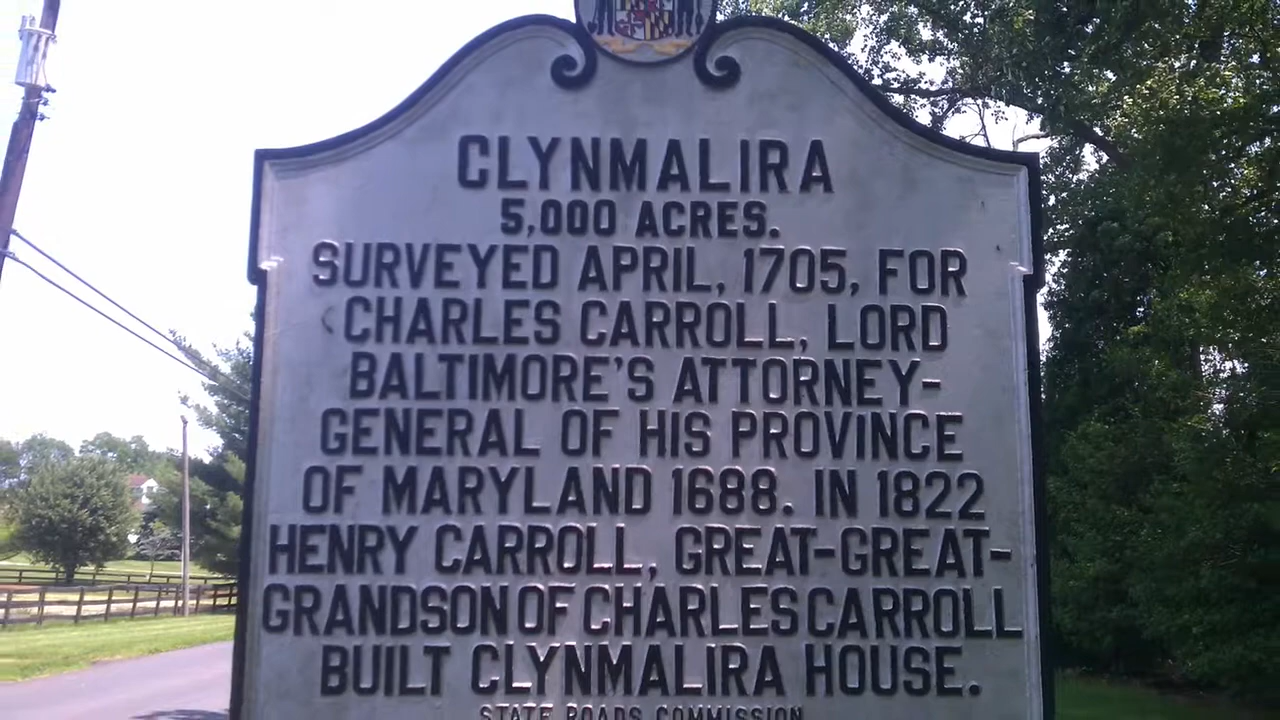 CLYNMALIRA
5,000 ACRES.
SURVEYED APRIL, 1705, FOR
CHARLES CARROLL, LORD
BALTIMORE'S ATTORNEY-
GENERAL OF HIS PROVINCE
OF MARYLAND 1688. IN 1822
HENRY CARROLL, GREAT-GREAT-
GRANDSON OF CHARLES CARROLL
BUILT CLYNMALIRA HOUSE.
STATE ROADS COMMISSION